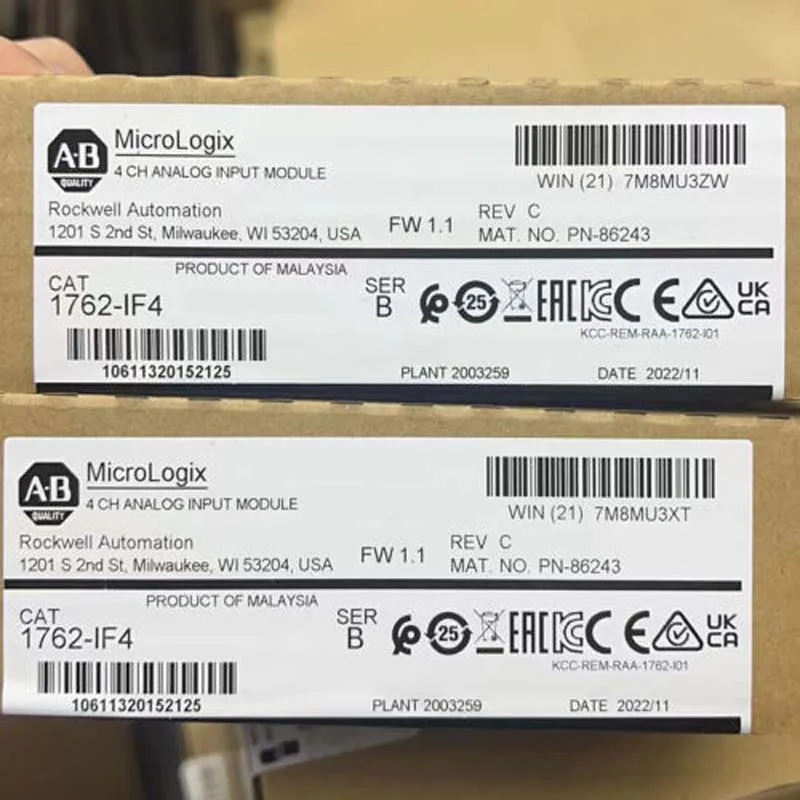 A-B
QUALITY
MicroLogix
4 CH ANALOG INPUT MODULE
WIN (21) 7M8MU3ZW
Rockwell Automation
1201 S 2nd St, Milwaukee, WI 53204, USA
FW 1.1
REV C
MAT. NO. PN-86243
PRODUCT OF MALAYSIA
CAT
1762-IF4
SER
B
25
EAC
KC
CE
UK
CA
KCC-REM-RAA-1762-I01
10611320152125
PLANT 2003259
DATE 2022/11
A-B
QUALITY
MicroLogix
4 CH ANALOG INPUT MODULE
WIN (21) 7M8MU3XT
Rockwell Automation
1201 S 2nd St, Milwaukee, WI 53204, USA
FW 1.1
REV C
MAT. NO. PN-86243
PRODUCT OF MALAYSIA
CAT
1762-IF4
SER
B
25
EAC
KC
CE
UK
CA
KCC-REM-RAA-1762-I01
10611320152125
PLANT 2003259
DATE 2022/11